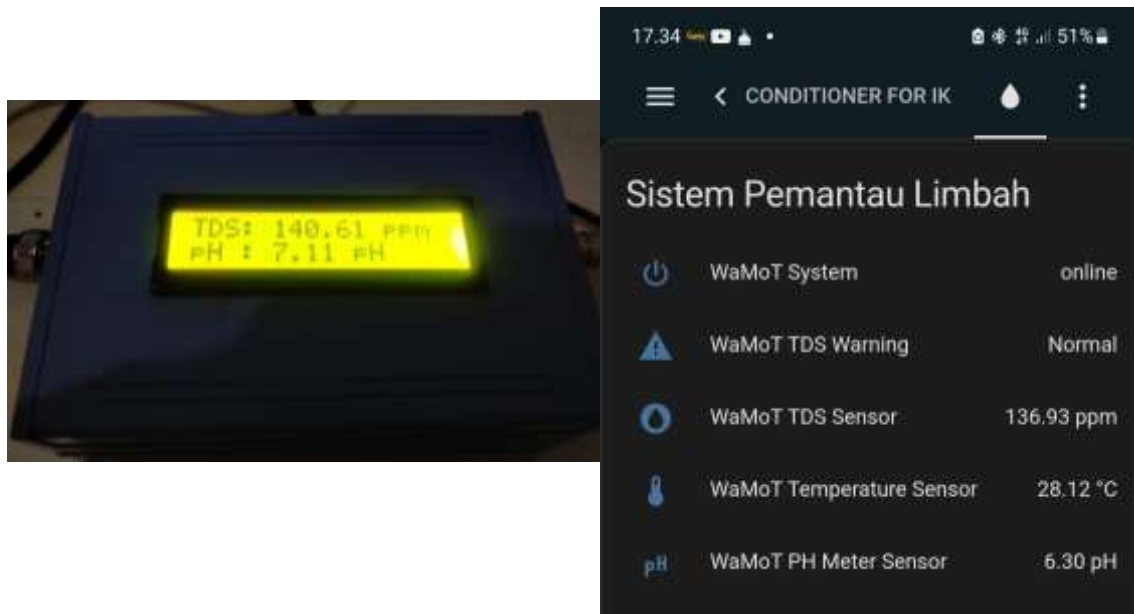 TDS: 140.61 ppm
pH : 7.11 pH
17.34 51%
CONDITIONER FOR IK
Sistem Pemantau Limbah
WaMoT System online
WaMoT TDS Warning Normal
WaMoT TDS Sensor 136.93 ppm
WaMoT Temperature Sensor 28.12 °C
pH WaMoT PH Meter Sensor 6.30 pH